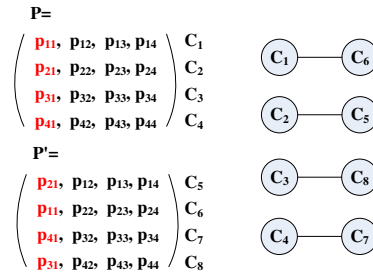 P=
p11, p12, p13, p14 C1
p21, p22, p23, p24 C2
p31, p32, p33, p34 C3
p41, p42, p43, p44 C4
P'=
p21, p12, p13, p14 C5
p11, p22, p23, p24 C6
p41, p32, p33, p34 C7
p31, p42, p43, p44 C8
C1 C6
C2 C5
C3 C8
C4 C7